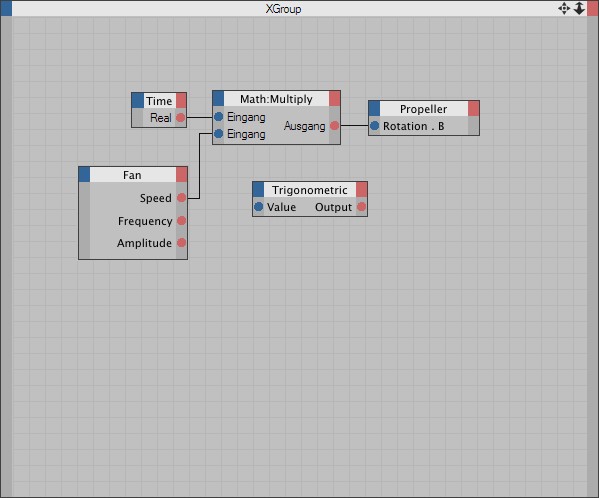 XGroup
Time
Real
Math:Multiply
Eingang
Eingang
Ausgang
Propeller
Rotation . B
Fan
Speed
Frequency
Amplitude
Trigonometric
Value Output